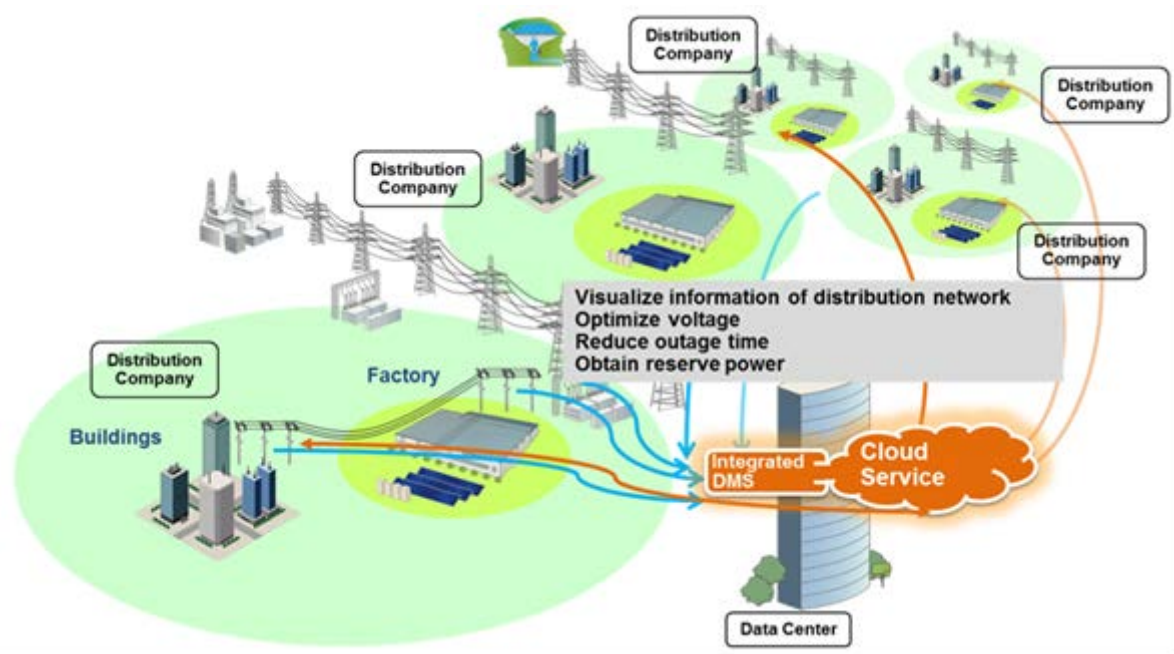 Distribution
Company
Distribution
Company
Distribution
Company
Distribution
Company
Visualize information of distribution network
Optimize voltage
Reduce outage time
Obtain reserve power
Distribution
Company
Factory
Buildings
Integrated
DMS
Cloud
Service
Data Center